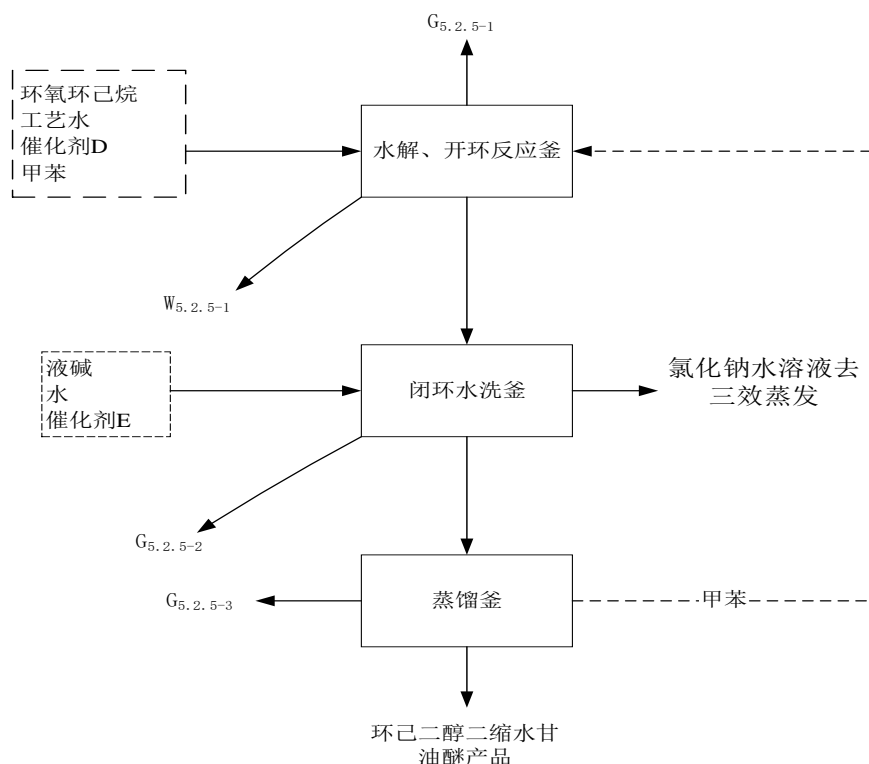 G5.2.5-1
环氧环己烷
工艺水
催化剂D
甲苯
水解、开环反应釜
W5.2.5-1
液碱
水
催化剂E
闭环水洗釜
氯化钠水溶液去
三效蒸发
G5.2.5-2
G5.2.5-3
蒸馏釜
甲苯
环己二醇二缩水甘
油醚产品